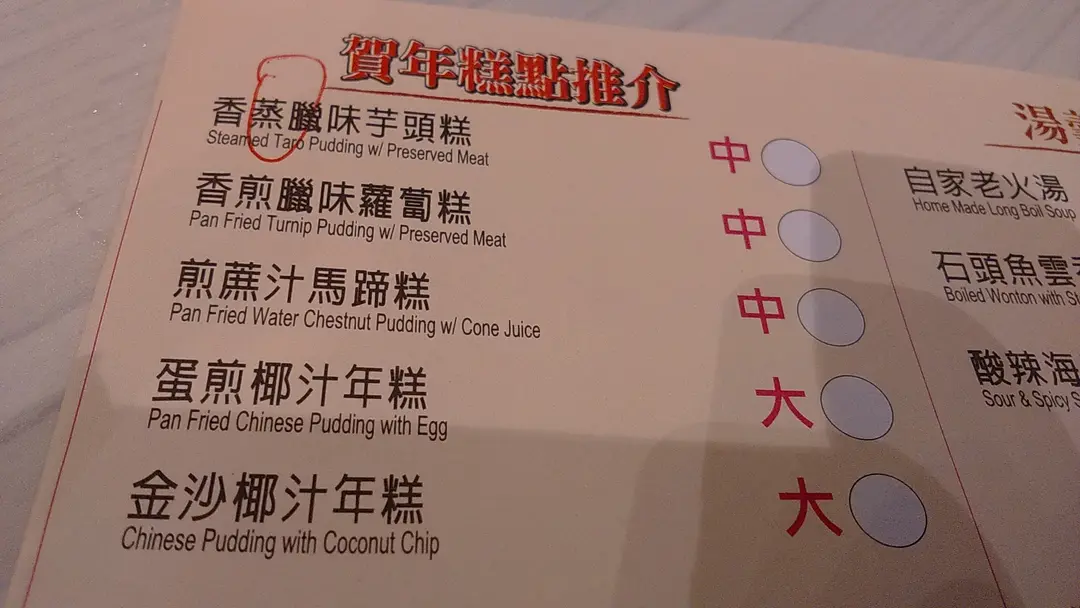 賀年糕點推介
香蒸臘味芋頭糕
Steamed Taro Pudding w/ Preserved Meat
中
香煎臘味蘿蔔糕
Pan Fried Turnip Pudding w/ Preserved Meat
中
煎蔗汁馬蹄糕
Pan Fried Water Chestnut Pudding w/ Cone Juice
中
蛋煎椰汁年糕
Pan Fried Chinese Pudding with Egg
大
金沙椰汁年糕
Chinese Pudding with Coconut Chip
大
湯
自家老火湯
Home Made Long Boil Soup
石頭魚雲
Boiled Wonton with
酸辣海
Sour & Spicy